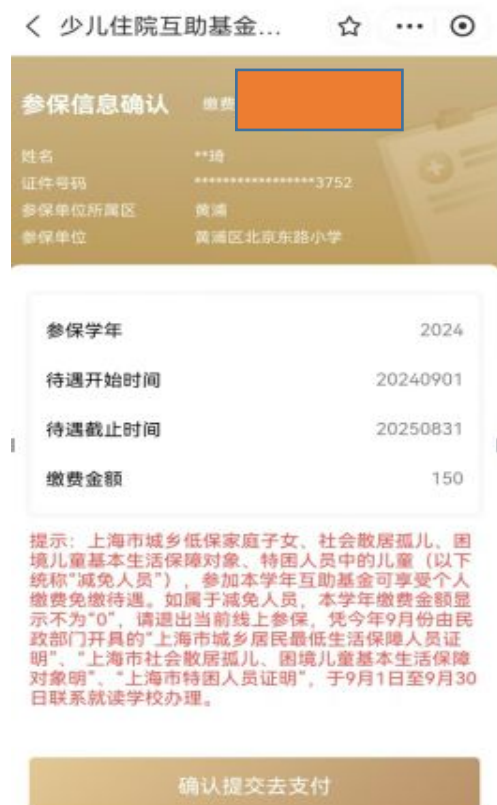 少儿住院互助基金...
参保信息确认 缴费
姓名 **琦
证件号码 *****************3752
参保单位所属区 黄浦
参保单位 黄浦区北京东路小学
参保学年 2024
待遇开始时间 20240901
待遇截止时间 20250831
缴费金额 150
提示：上海市城乡低保家庭子女、社会散居孤儿、困
境儿童基本生活保障对象、特困人员中的儿童（以下
统称"减免人员"），参加本学年互助基金可享受个人
缴费免缴待遇。如属于减免人员，本学年缴费金额显
示不为"0"，请退出当前线上参保，凭今年9月份由民
政部门开具的"上海市城乡居民最低生活保障人员证
明"、"上海市社会散居孤儿、困境儿童基本生活保障
对象明"、"上海市特困人员证明"，于9月1日至9月30
日联系就读学校办理。
确认提交去支付